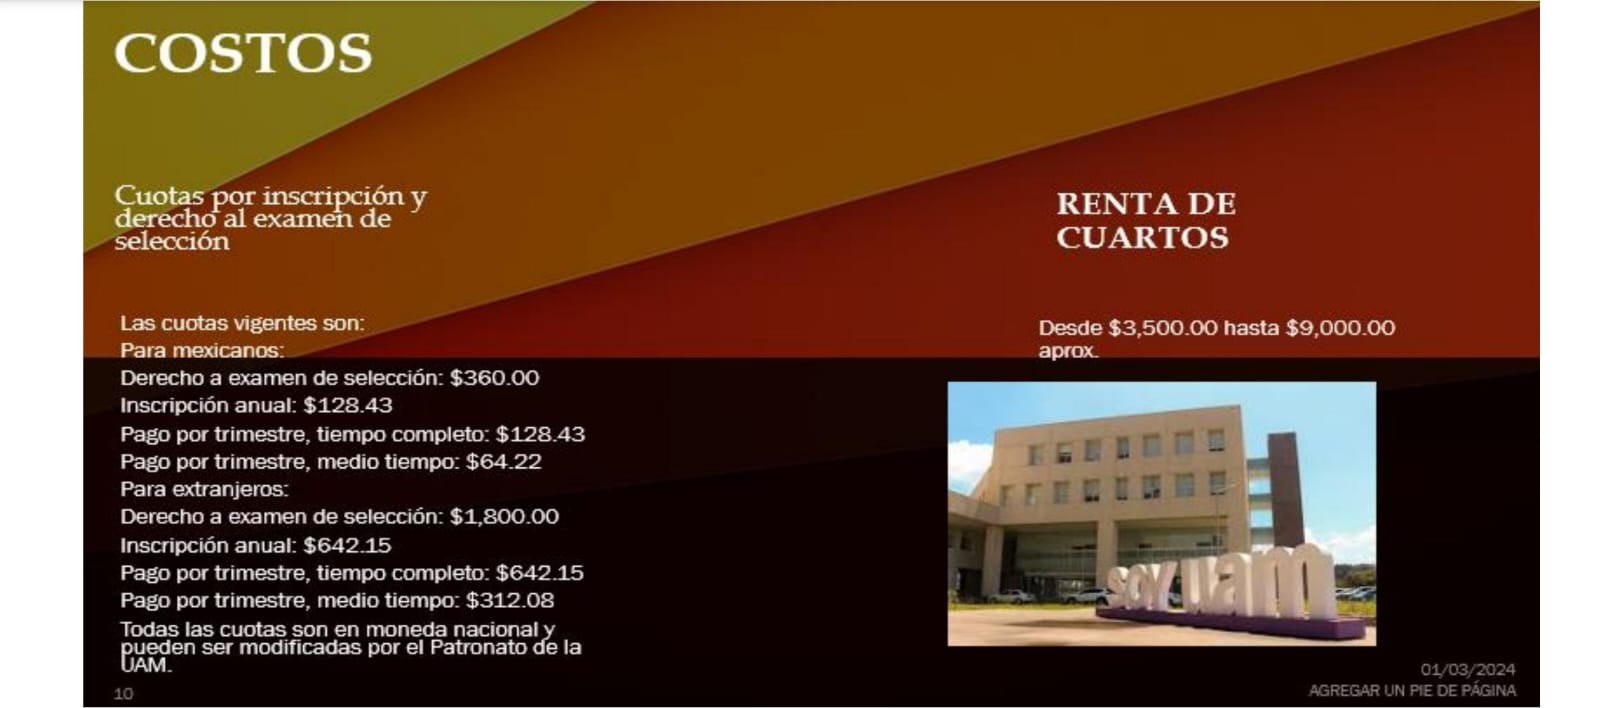 COSTOS
Cuotas por inscripción y
derecho al examen de
selección
Las cuotas vigentes son:
Para mexicanos:
Derecho a examen de selección: $360.00
Inscripción anual: $128.43
Pago por trimestre, tiempo completo: $128.43
Pago por trimestre, medio tiempo: $64.22
Para extranjeros:
Derecho a examen de selección: $1,800.00
Inscripción anual: $642.15
Pago por trimestre, tiempo completo: $642.15
Pago por trimestre, medio tiempo: $312.08
Todas las cuotas son en moneda nacional y
pueden ser modificadas por el Patronato de la
UAM.
10
RENTA DE
CUARTOS
Desde $3,500.00 hasta $9,000.00
aprox.
soy uam
01/03/2024
AGREGAR UN PIE DE PÁGINA